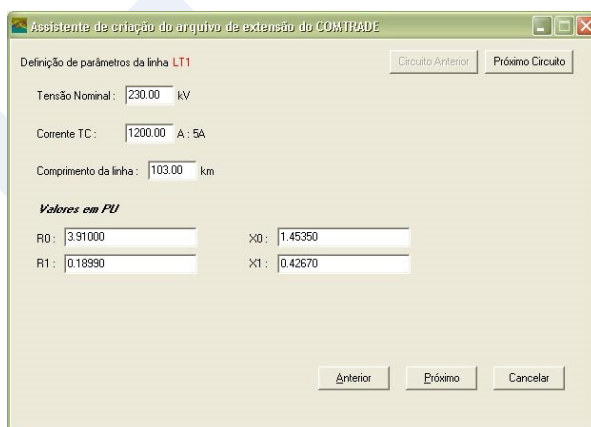 Assistente de criação do arquivo de extensão do COMTRADE
Definição de parâmetros da linha LT1
Circuito Anterior
Próximo Circuito
Tensão Nominal : 230.00 kV
Corrente TC : 1200.00 A : 5A
Comprimento da linha : 103.00 km
Valores em PU
R0 : 3.91000 X0 : 1.45350
R1 : 0.18990 X1 : 0.42670
Anterior
Próximo
Cancelar